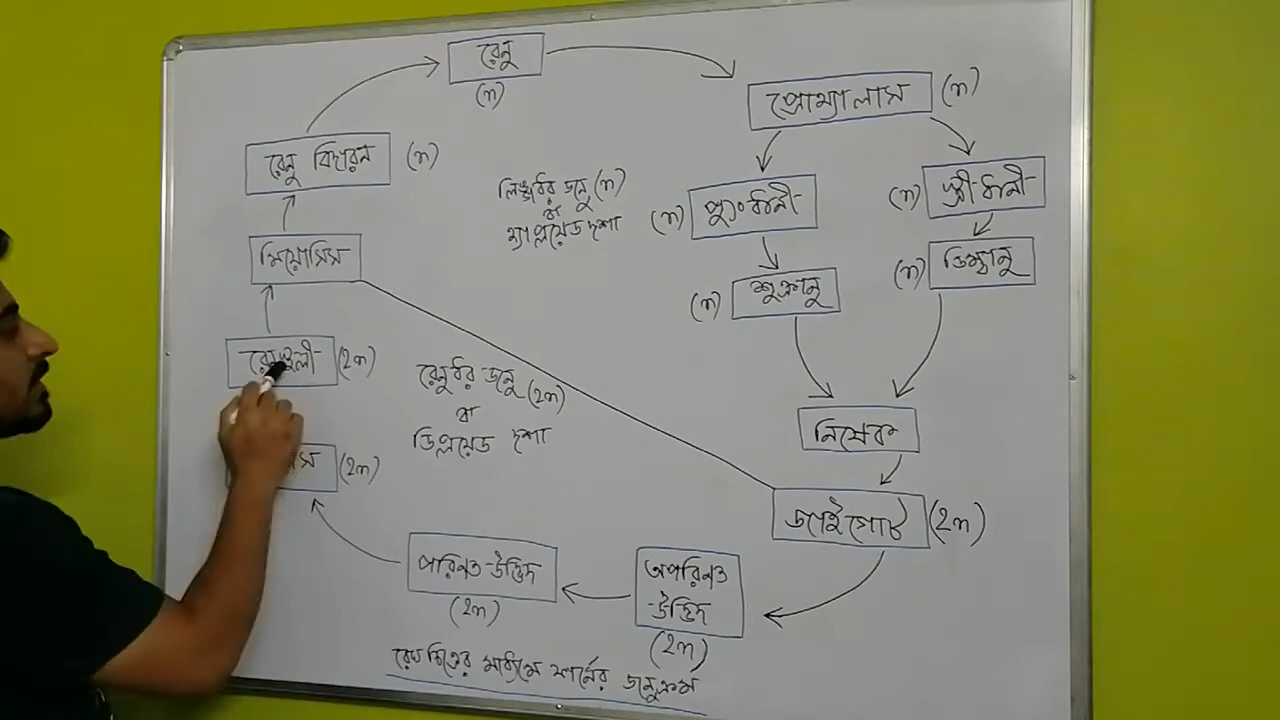 রেনু
(n)
প্রোথ্যালাস (n)
রেনু বিদারন (n)
লিঙ্গধর জনু (n)
বা
হ্যাপ্লয়েড দশা
(n) পুংধানী
(n) স্ত্রীধানী
মিয়োসিস
(n) শুক্রানু
(n) ডিম্বানু
রেনুস্থলী (2n)
রেনুধর জনু (2n)
বা
ডিপ্লয়েড দশা
নিষেক
(2n)
জাইগোট (2n)
পরিনত উদ্ভিদ
(2n)
অপরিনত
উদ্ভিদ
(2n)
রেখাচিত্রের মাধ্যমে ফার্নের জনুক্রম